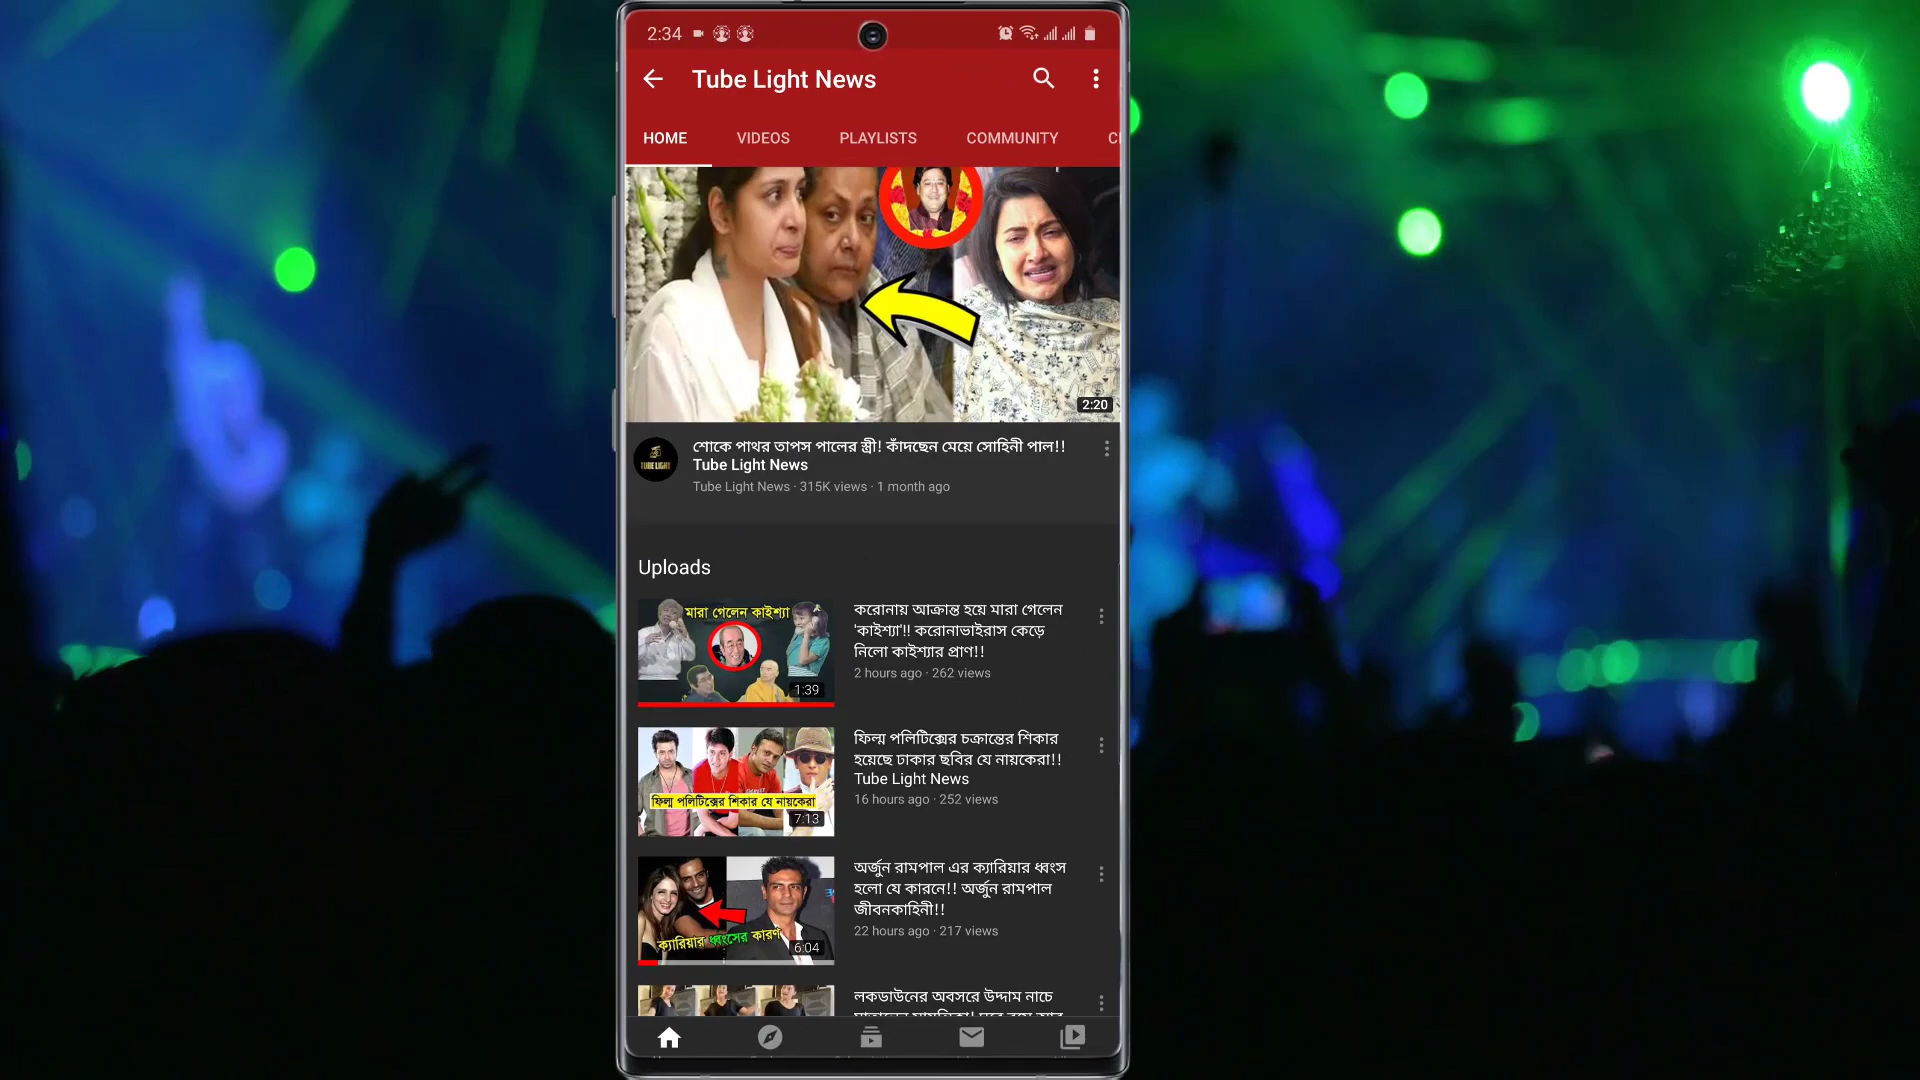 2:34
Tube Light News
HOME VIDEOS PLAYLISTS COMMUNITY
2:20
শোকে পাথর তাপস পালের স্ত্রী! কাঁদছেন মেয়ে সোহিনী পাল!!
Tube Light News
TUBE LIGHT
Tube Light News · 315K views · 1 month ago
Uploads
মারা গেলেন কাইশ্যা
1:39
করোনায় আক্রান্ত হয়ে মারা গেলেন
'কাইশ্যা'!! করোনাভাইরাস কেড়ে
নিলো কাইশ্যার প্রাণ!!
2 hours ago · 262 views
ফিল্ম পলিটিক্সের শিকার যে নায়কেরা
7:13
ফিল্ম পলিটিক্সের চক্রান্তের শিকার
হয়েছে ঢাকার ছবির যে নায়কেরা!!
Tube Light News
16 hours ago · 252 views
ক্যারিয়ার ধ্বংসের কারণ
6:04
অর্জুন রামপাল এর ক্যারিয়ার ধ্বংস
হলো যে কারনে!! অর্জুন রামপাল
জীবনকাহিনী!!
22 hours ago · 217 views
লকডাউনের অবসরে উদ্দাম নাচে